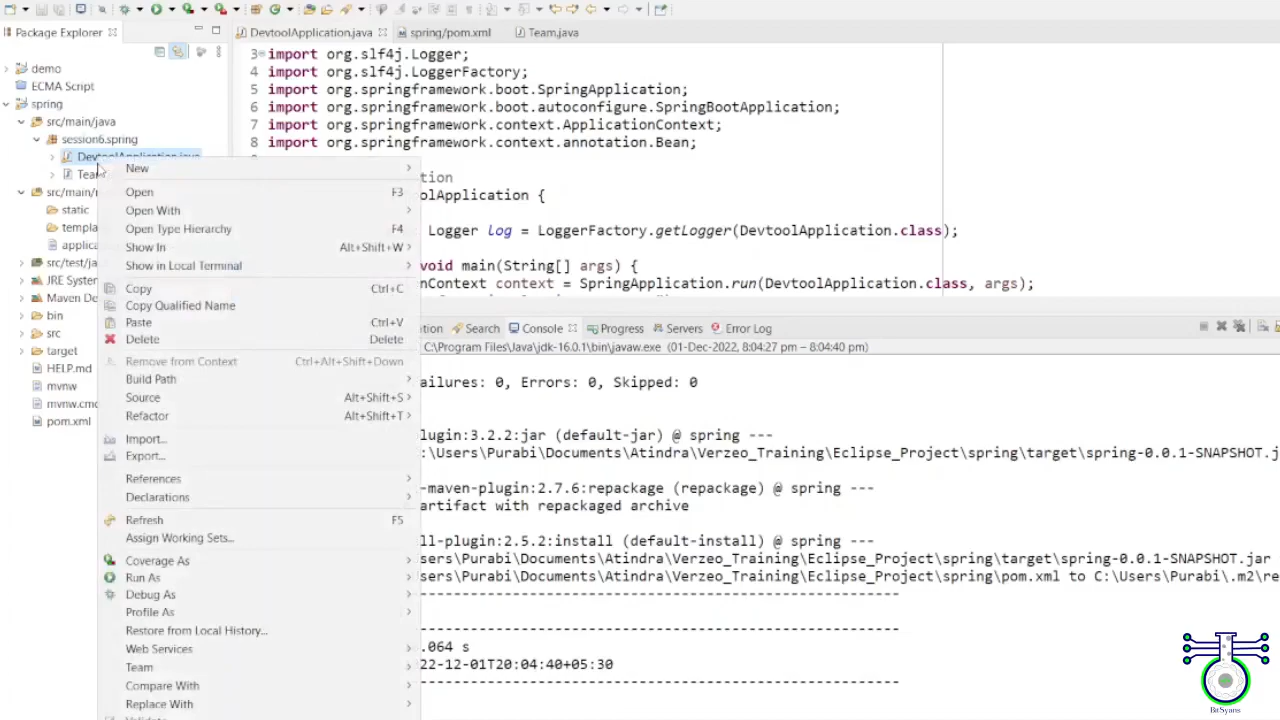 Package Explorer
demo
ECMA Script
spring
src/main/java
session6.spring
DevtoolApplication.java
static
bin
src
target
HELP.md
mvnw
mvnw.cmd
pom.xml
New
Open F3
Open With
Open Type Hierarchy F4
Show In Alt+Shift+W
Show in Local Terminal
Copy Ctrl+C
Copy Qualified Name
Paste Ctrl+V
Delete Delete
Remove from Context Ctrl+Alt+Shift+Down
Build Path
Source Alt+Shift+S
Refactor Alt+Shift+T
Import...
Export...
References
Declarations
Refresh F5
Assign Working Sets...
Coverage As
Run As
Debug As
Profile As
Restore from Local History...
Web Services
Team
Compare With
Replace With
DevtoolApplication.java spring/pom.xml Team.java
3 import org.slf4j.Logger;
4 import org.slf4j.LoggerFactory;
5 import org.springframework.boot.SpringApplication;
6 import org.springframework.boot.autoconfigure.SpringBootApplication;
7 import org.springframework.context.ApplicationContext;
8 import org.springframework.context.annotation.Bean;
tion
oolApplication {
Logger log = LoggerFactory.getLogger(DevtoolApplication.class);
void main(String[] args) {
nContext context = SpringApplication.run(DevtoolApplication.class, args);
Search Console Progress Servers Error Log
C:\Program Files\Java\jdk-16.0.1\bin\javaw.exe (01-Dec-2022, 8:04:27 pm – 8:04:40 pm)
ailures: 0, Errors: 0, Skipped: 0
lugin:3.2.2:jar (default-jar) @ spring ---
:\Users\Purabi\Documents\Atindra\Verzeo_Training\Eclipse_Project\spring\target\spring-0.0.1-SNAPSHOT.j
-maven-plugin:2.7.6:repackage (repackage) @ spring ---
artifact with repackaged archive
ll-plugin:2.5.2:install (default-install) @ spring ---
sers\Purabi\Documents\Atindra\Verzeo_Training\Eclipse_Project\spring\target\spring-0.0.1-SNAPSHOT.jar
sers\Purabi\Documents\Atindra\Verzeo_Training\Eclipse_Project\spring\pom.xml to C:\Users\Purabi\.m2\re
------------------------------------------------------------------------
------------------------------------------------------------------------
.064 s
22-12-01T20:04:40+05:30
------------------------------------------------------------------------
BitSyans